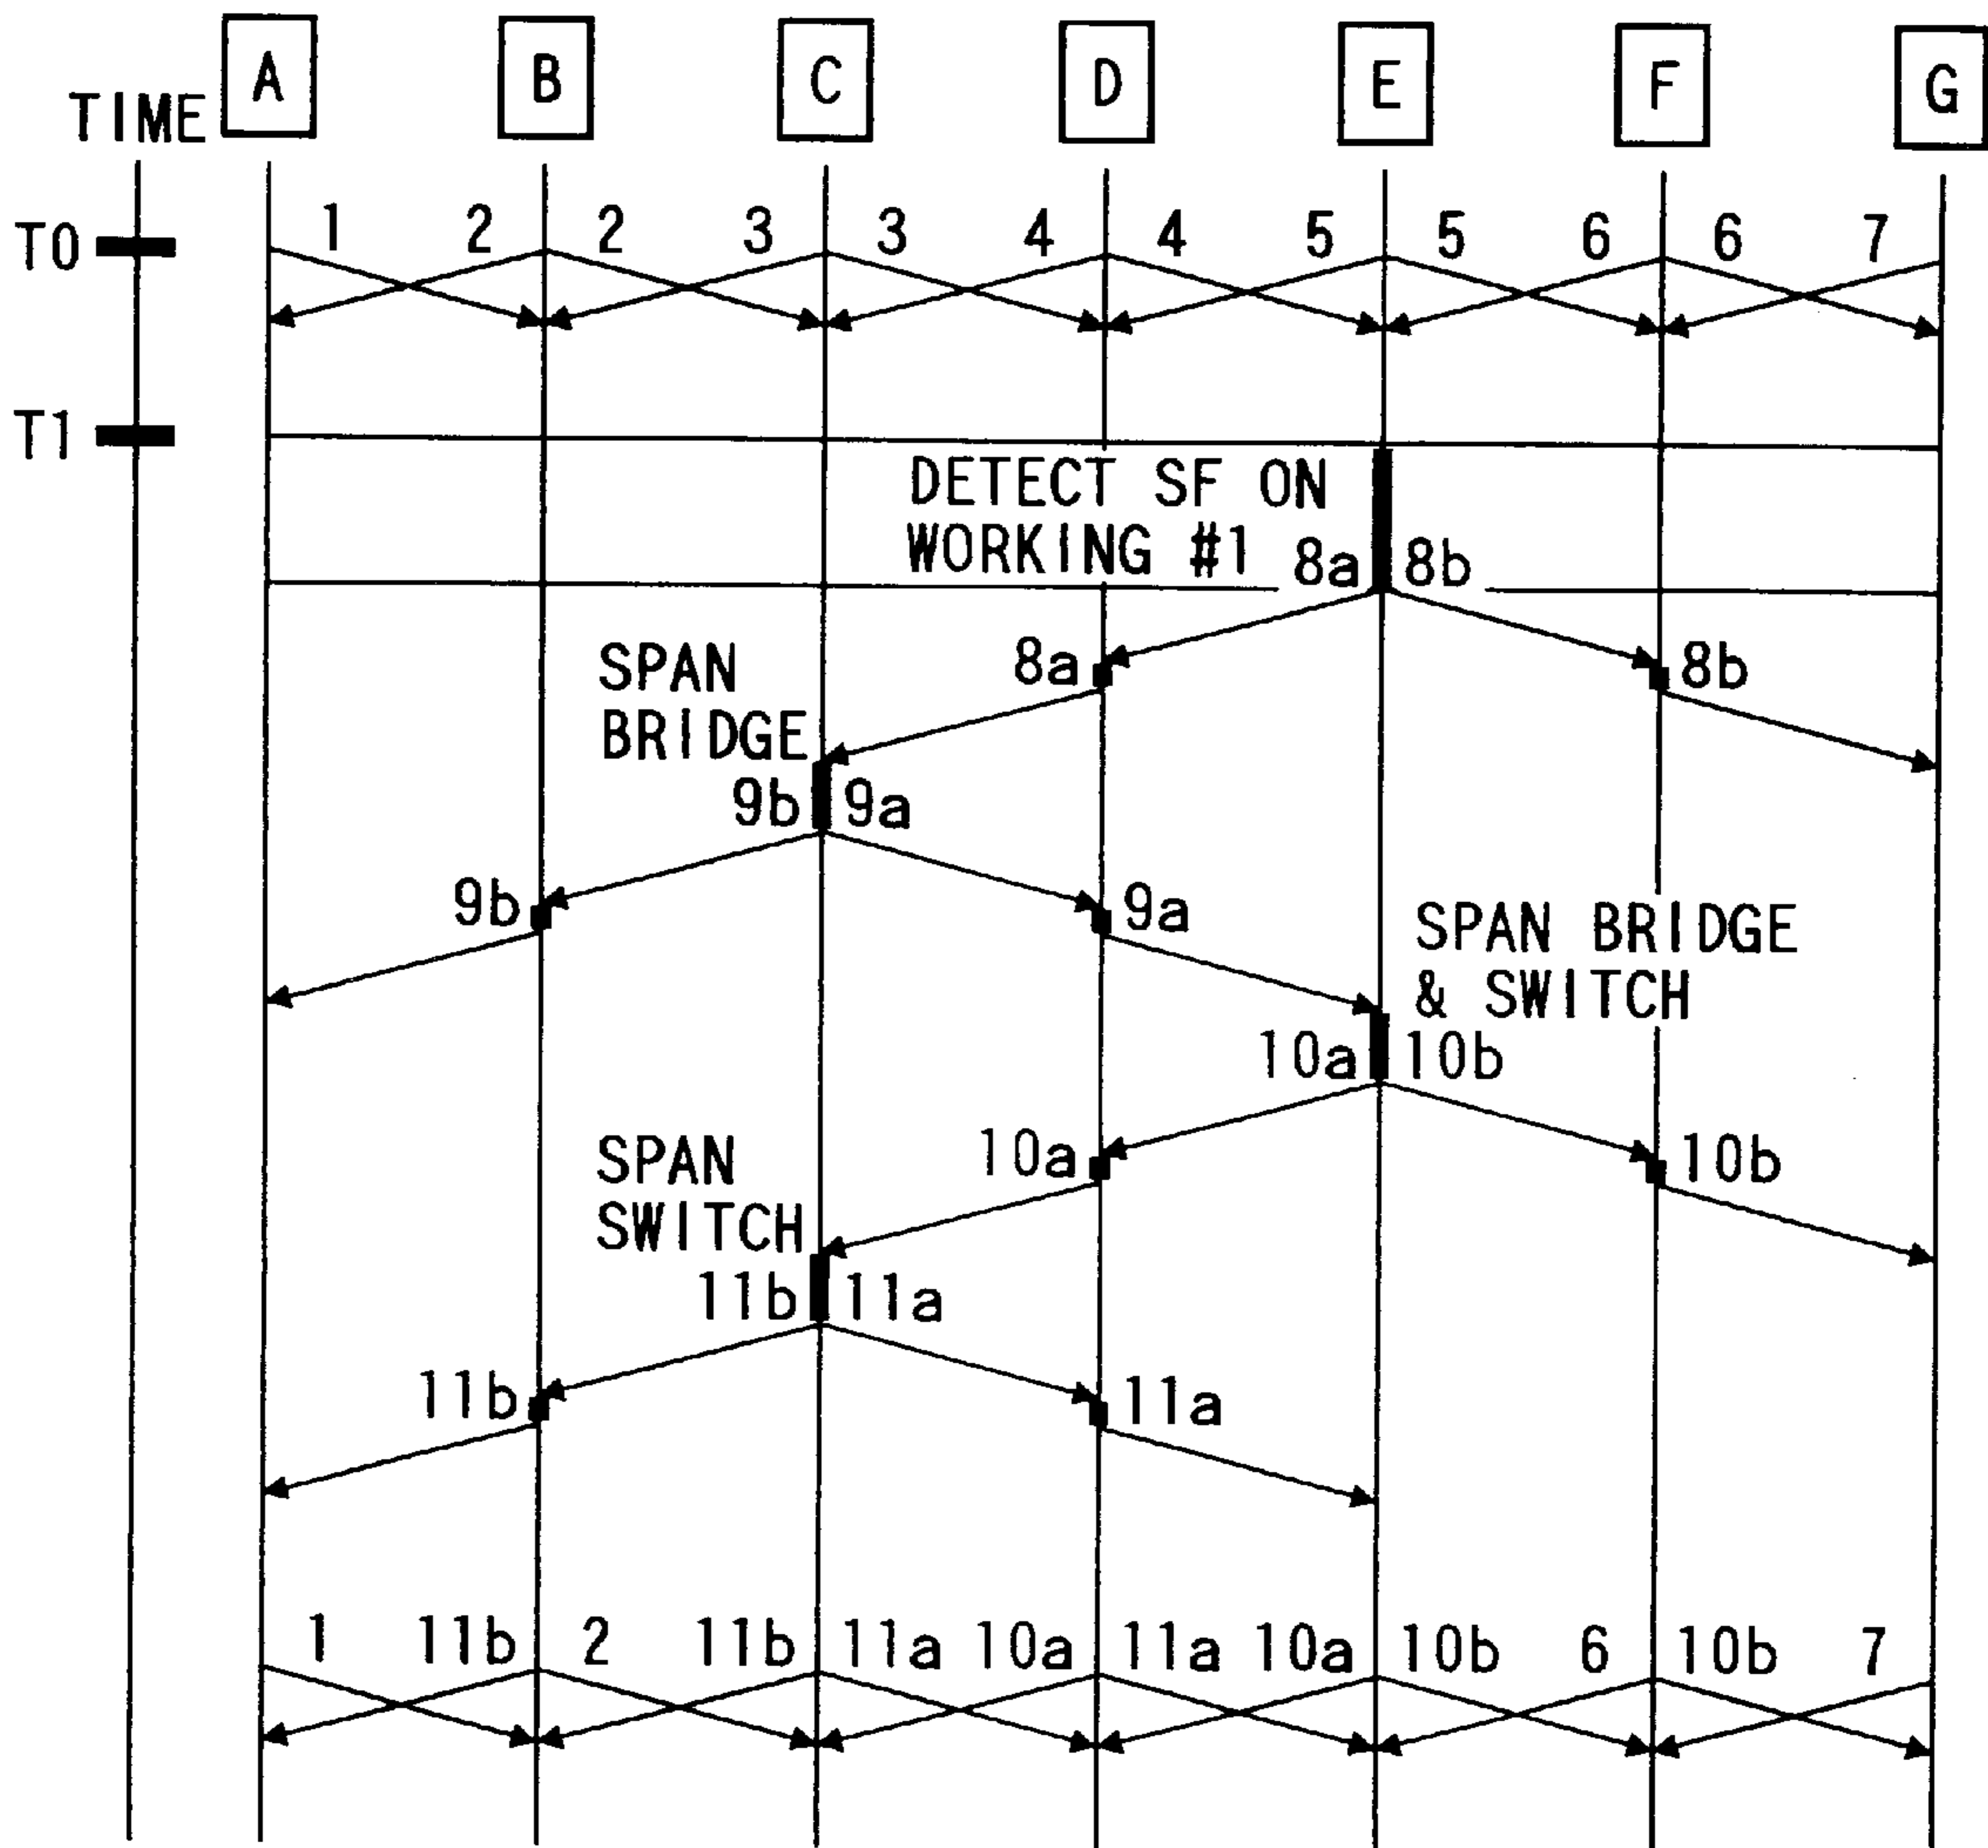 A B C D E F G
TIME
T0 1 2 2 3 3 4 4 5 5 6 6 7
T1
DETECT SF ON
WORKING #1 8a 8b
SPAN
BRIDGE
8a 8b
9b 9a
9b 9a
SPAN BRIDGE
& SWITCH
10a 10b
SPAN
SWITCH
10a 10b
11b 11a
11b 11a
1 11b 2 11b 11a 10a 11a 10a 10b 6 10b 7